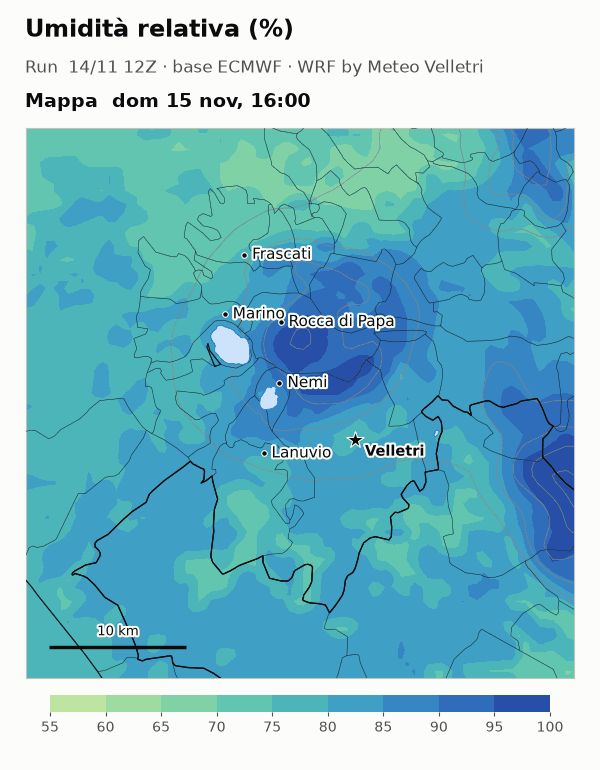 Umidità relativa (%)
Run  14/11 12Z · base ECMWF · WRF by Meteo Velletri
Mappa  dom 15 nov, 16:00
Frascati
Marino
Rocca di Papa
Nemi
Velletri
Lanuvio
10 km
55 60 65 70 75 80 85 90 95 100